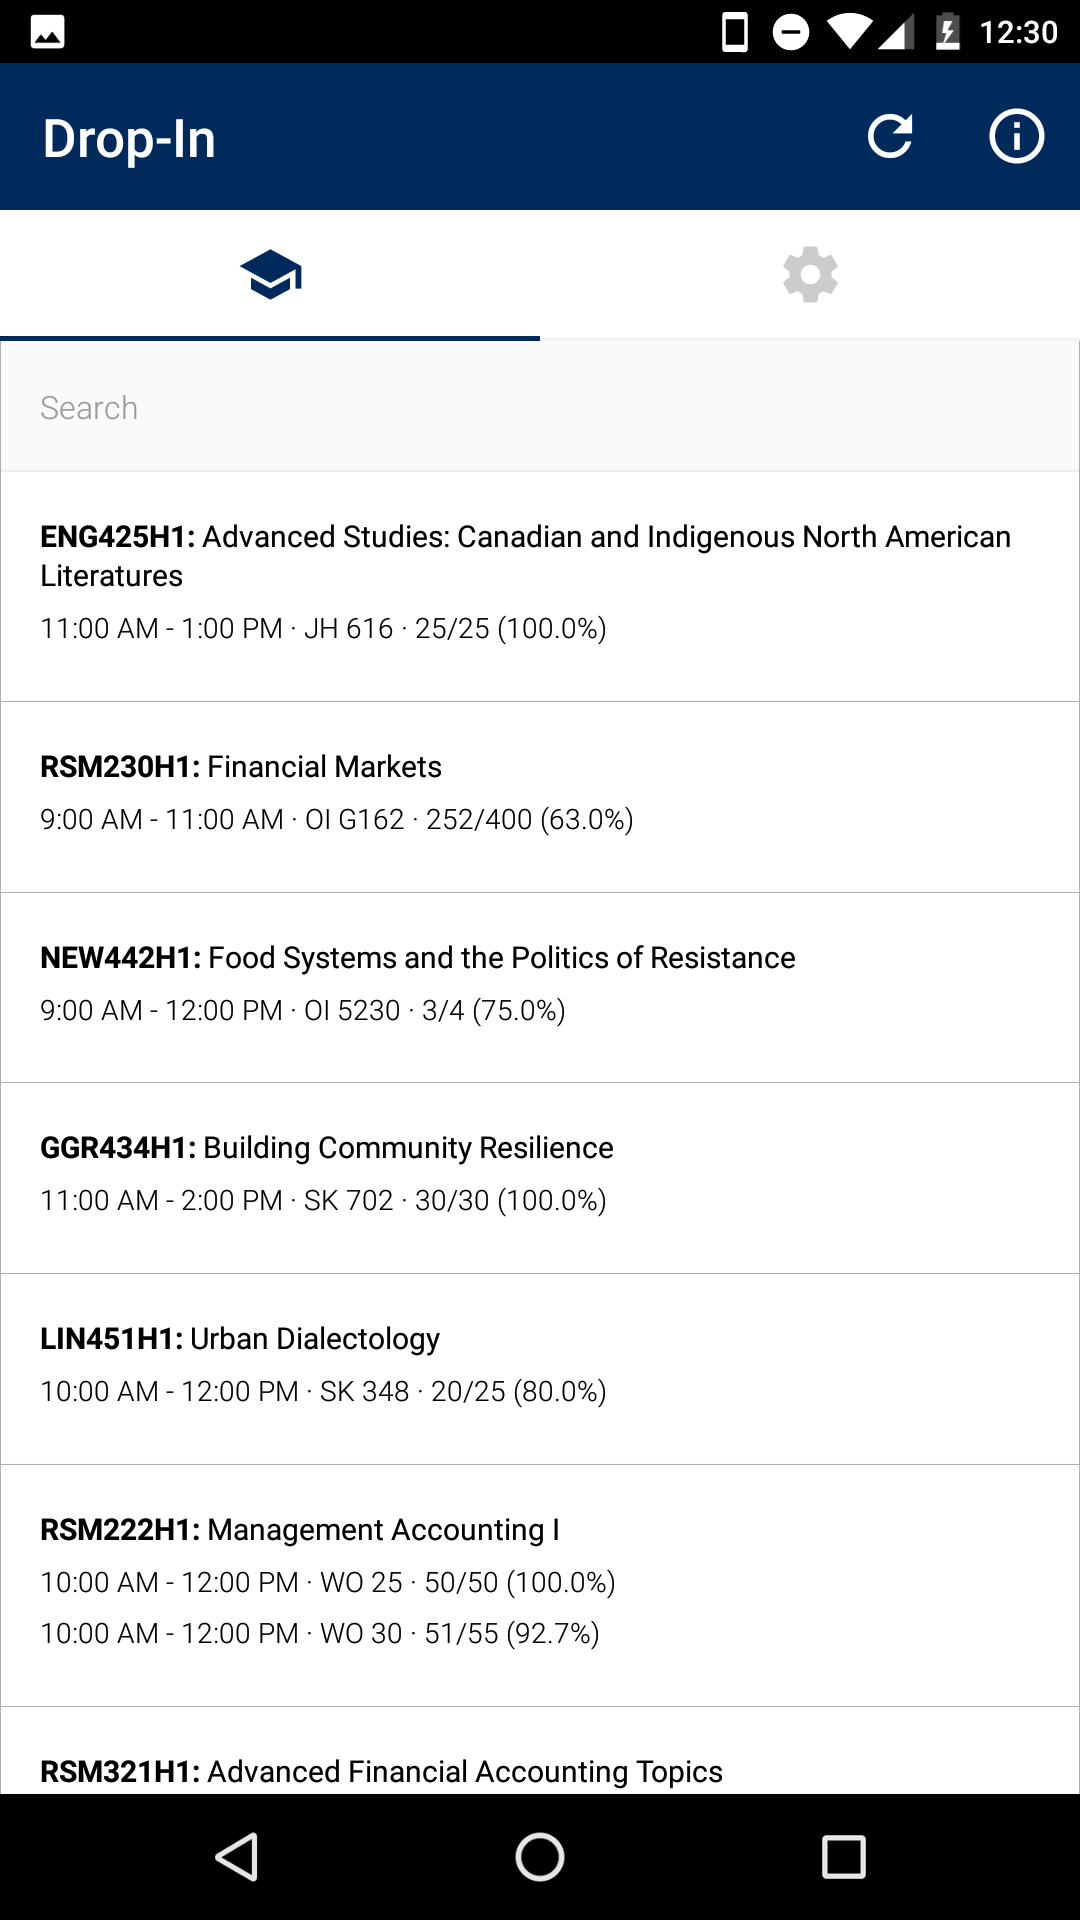 12:30
Drop-In
Search
ENG425H1: Advanced Studies: Canadian and Indigenous North American
Literatures
11:00 AM - 1:00 PM · JH 616 · 25/25 (100.0%)
RSM230H1: Financial Markets
9:00 AM - 11:00 AM · OI G162 · 252/400 (63.0%)
NEW442H1: Food Systems and the Politics of Resistance
9:00 AM - 12:00 PM · OI 5230 · 3/4 (75.0%)
GGR434H1: Building Community Resilience
11:00 AM - 2:00 PM · SK 702 · 30/30 (100.0%)
LIN451H1: Urban Dialectology
10:00 AM - 12:00 PM · SK 348 · 20/25 (80.0%)
RSM222H1: Management Accounting I
10:00 AM - 12:00 PM · WO 25 · 50/50 (100.0%)
10:00 AM - 12:00 PM · WO 30 · 51/55 (92.7%)
RSM321H1: Advanced Financial Accounting Topics